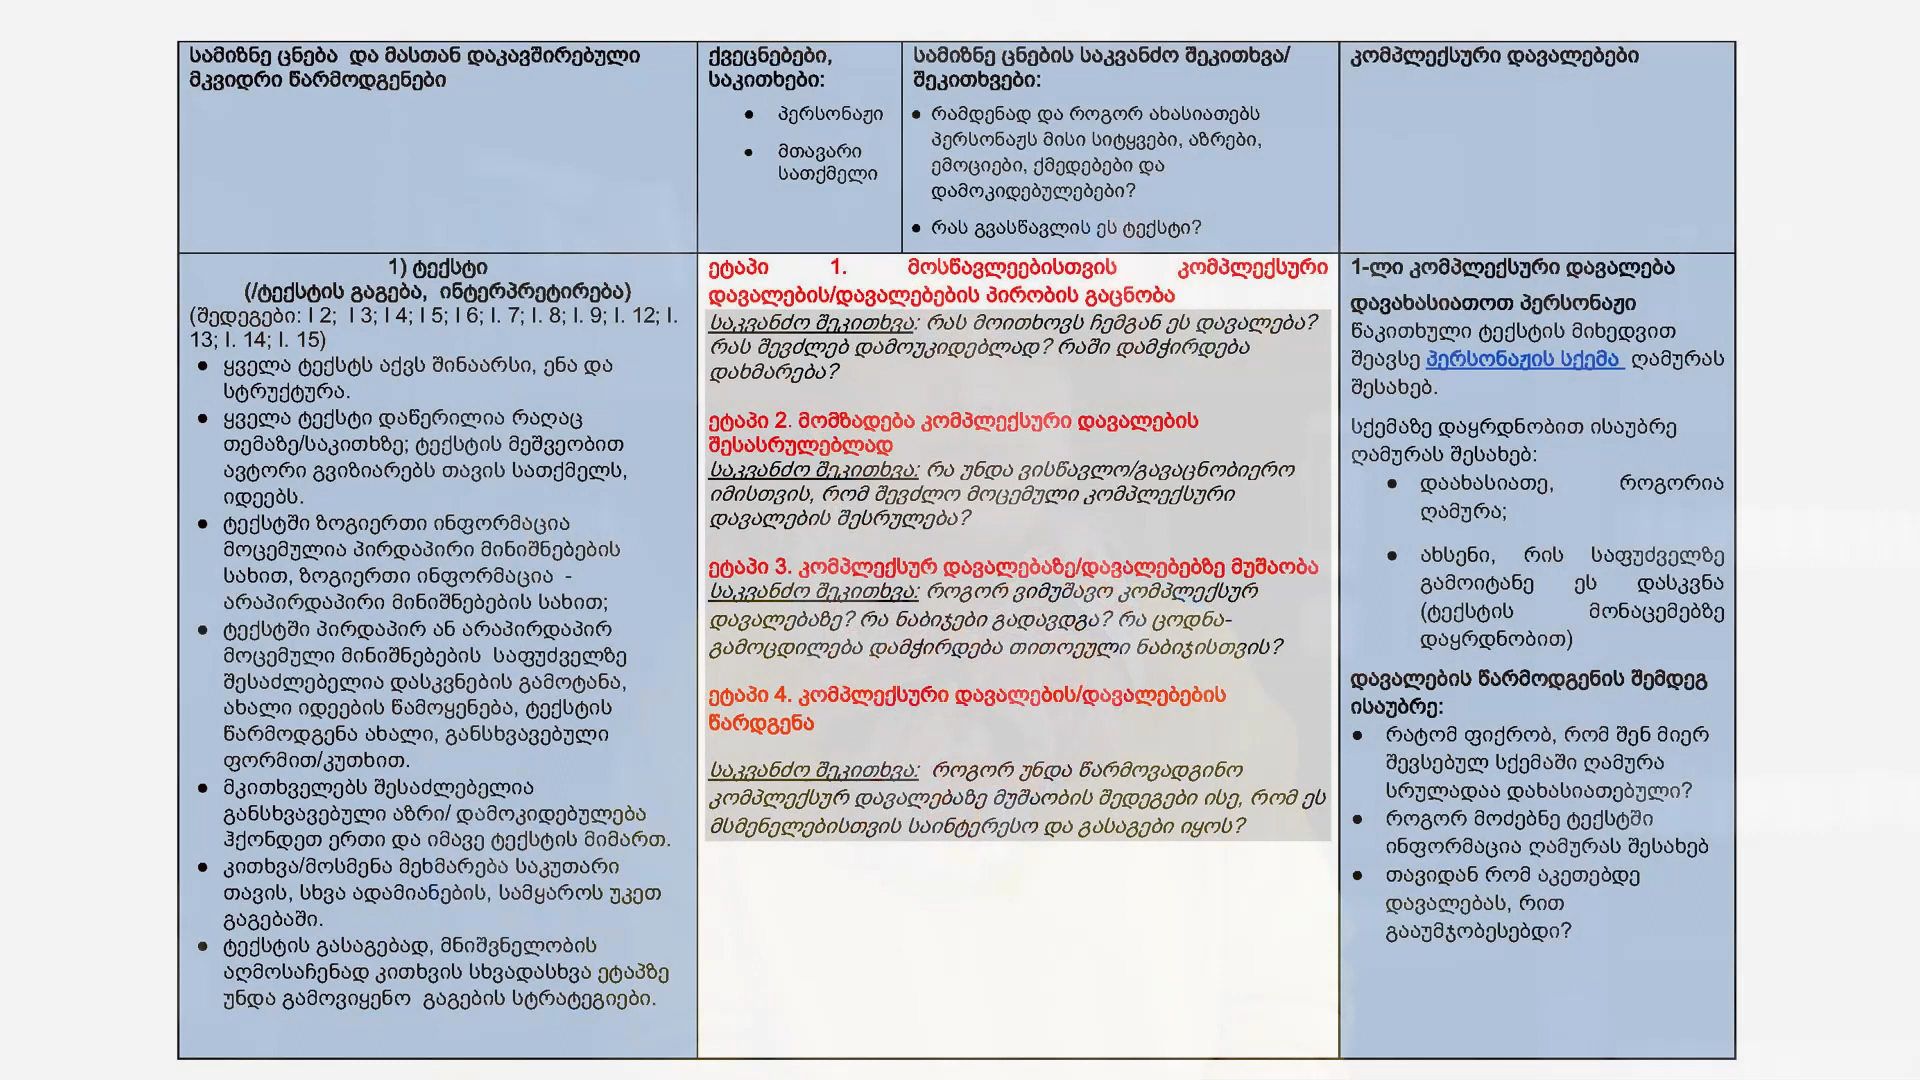 სამიზნე ცნება და მასთან დაკავშირებული
მკვიდრი წარმოდგენები
ქვეცნებები,
საკითხები:
● პერსონაჟი
● მთავარი
სათქმელი
სამიზნე ცნების საკვანძო შეკითხვა/
შეკითხვები:
● რამდენად და როგორ ახასიათებს
პერსონაჟს მისი სიტყვები, აზრები,
ემოციები, ქმედებები და
დამოკიდებულებები?
● რას გვასწავლის ეს ტექსტი?
კომპლექსური დავალებები
1) ტექსტი
(/ტექსტის გაგება, ინტერპრეტირება)
(შედეგები: I 2; I 3; I 4; I 5; I 6; I. 7; I. 8; I. 9; I. 12; I.
13; I. 14; I. 15)
● ყველა ტექსტს აქვს შინაარსი, ენა და
სტრუქტურა.
● ყველა ტექსტი დაწერილია რაღაც
თემაზე/საკითხზე; ტექსტის მეშვეობით
ავტორი გვიზიარებს თავის სათქმელს,
იდეებს.
● ტექსტში ზოგიერთი ინფორმაცია
მოცემულია პირდაპირი მინიშნებების
სახით, ზოგიერთი ინფორმაცია -
არაპირდაპირი მინიშნებების სახით;
● ტექსტში პირდაპირ ან არაპირდაპირ
მოცემული მინიშნებების საფუძველზე
შესაძლებელია დასკვნების გამოტანა,
ახალი იდეების წამოყენება, ტექსტის
წარმოდგენა ახალი, განსხვავებული
ფორმით/კუთხით.
● მკითხველებს შესაძლებელია
განსხვავებული აზრი/ დამოკიდებულება
ჰქონდეთ ერთი და იმავე ტექსტის მიმართ.
● კითხვა/მოსმენა მეხმარება საკუთარი
თავის, სხვა ადამიანების, სამყაროს უკეთ
გაგებაში.
● ტექსტის გასაგებად, მნიშვნელობის
აღმოსაჩენად კითხვის სხვადასხვა ეტაპზე
უნდა გამოვიყენო გაგების სტრატეგიები.
ეტაპი 1. მოსწავლეებისთვის კომპლექსური
დავალების/დავალებების პირობის გაცნობა
საკვანძო შეკითხვა: რას მოითხოვს ჩემგან ეს დავალება?
რას შევძლებ დამოუკიდებლად? რაში დამჭირდება
დახმარება?
ეტაპი 2. მომზადება კომპლექსური დავალების
შესასრულებლად
საკვანძო შეკითხვა: რა უნდა ვისწავლო/გავაცნობიერო
იმისთვის, რომ შევძლო მოცემული კომპლექსური
დავალების შესრულება?
ეტაპი 3. კომპლექსურ დავალებაზე/დავალებებზე მუშაობა
საკვანძო შეკითხვა: როგორ ვიმუშავო კომპლექსურ
დავალებაზე? რა ნაბიჯები გადავდგა? რა ცოდნა-
გამოცდილება დამჭირდება თითოეული ნაბიჯისთვის?
ეტაპი 4. კომპლექსური დავალების/დავალებების
წარდგენა
საკვანძო შეკითხვა: როგორ უნდა წარმოვადგინო
კომპლექსურ დავალებაზე მუშაობის შედეგები ისე, რომ ეს
მსმენელებისთვის საინტერესო და გასაგები იყოს?
1-ლი კომპლექსური დავალება
დავახასიათოთ პერსონაჟი
წაკითხული ტექსტის მიხედვით
შეავსე პერსონაჟის სქემა ღამურას
შესახებ.
სქემაზე დაყრდნობით ისაუბრე
ღამურას შესახებ:
● დაახასიათე, როგორია
ღამურა;
● ახსენი, რის საფუძველზე
გამოიტანე ეს დასკვნა
(ტექსტის მონაცემებზე
დაყრდნობით)
დავალების წარმოდგენის შემდეგ
ისაუბრე:
● რატომ ფიქრობ, რომ შენ მიერ
შევსებულ სქემაში ღამურა
სრულადაა დახასიათებული?
● როგორ მოძებნე ტექსტში
ინფორმაცია ღამურას შესახებ
● თავიდან რომ აკეთებდე
დავალებას, რით
გააუმჯობესებდი?